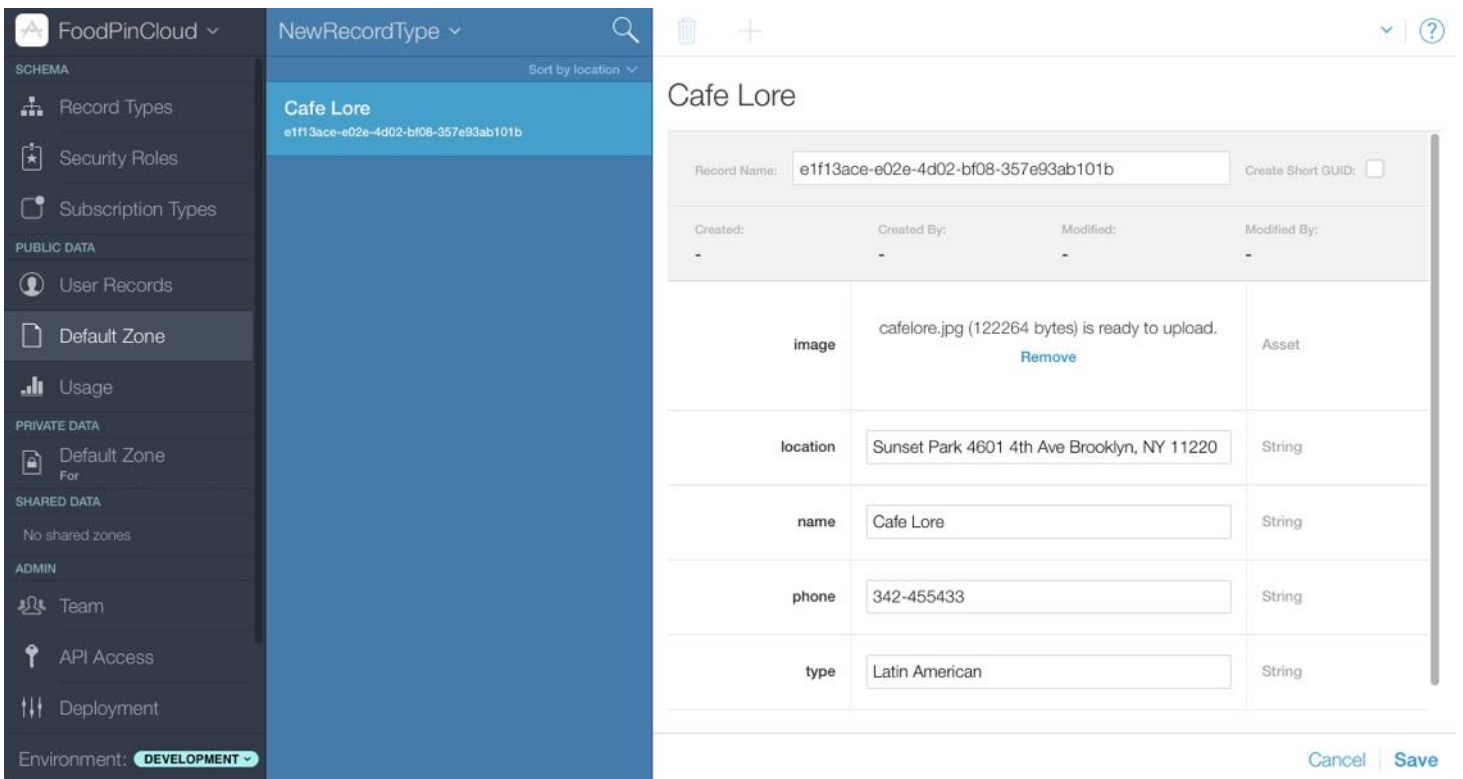 FoodPinCloud
SCHEMA
Record Types
Security Roles
Subscription Types
PUBLIC DATA
User Records
Default Zone
Usage
PRIVATE DATA
Default Zone
For
SHARED DATA
No shared zones
ADMIN
Team
API Access
Deployment
Environment: DEVELOPMENT
NewRecordType
Sort by location
Cafe Lore
e1f13ace-e02e-4d02-bf08-357e93ab101b
?
Cafe Lore
Record Name: e1f13ace-e02e-4d02-bf08-357e93ab101b Create Short GUID:
Created: Created By: Modified: Modified By:
- - - -
image cafelore.jpg (122264 bytes) is ready to upload. Asset
Remove
location Sunset Park 4601 4th Ave Brooklyn, NY 11220 String
name Cafe Lore String
phone 342-455433 String
type Latin American String
Cancel Save